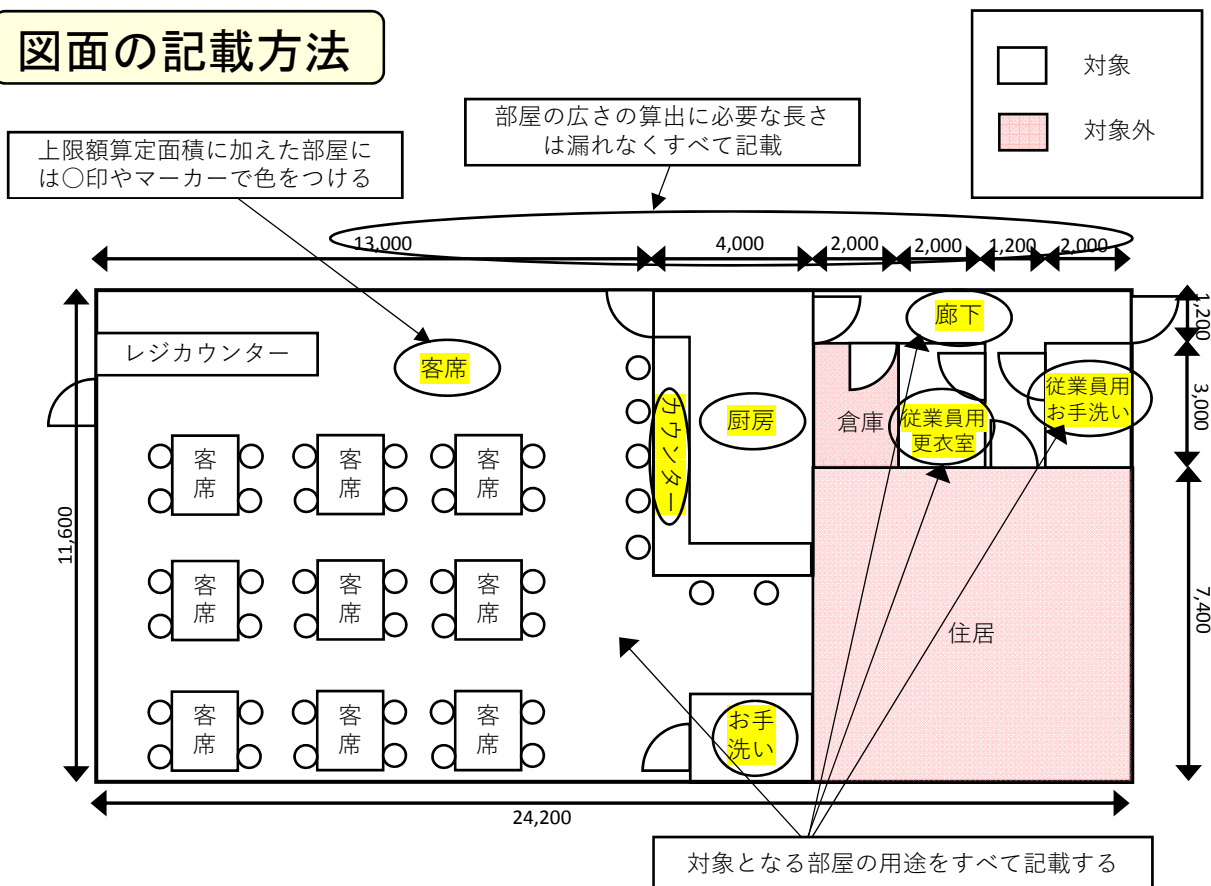 図面の記載方法
対象
対象外
部屋の広さの算出に必要な長さ
は漏れなくすべて記載
上限額算定面積に加えた部屋に
は○印やマーカーで色をつける
13,000
4,000
2,000
2,000
1,200
2,000
1,200
3,000
7,400
11,600
24,200
レジカウンター
客席
カウンター
厨房
廊下
倉庫
従業員用
更衣室
従業員用
お手洗い
客
席
客
席
客
席
客
席
客
席
客
席
客
席
客
席
客
席
住居
お手
洗い
対象となる部屋の用途をすべて記載する